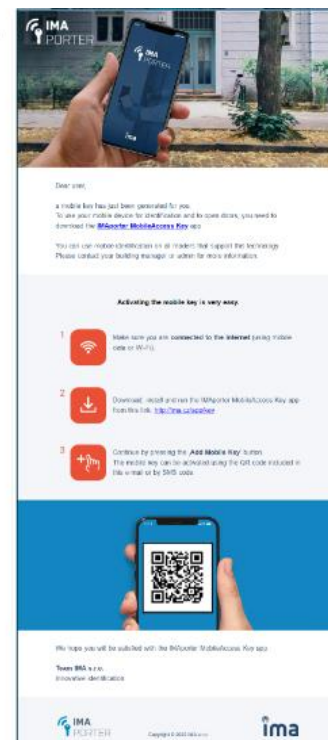 IMA
PORTER
IMA
PORTER
ima
Dear user,
a mobile key has just been generated for you.
To use your mobile device for identification and to open doors, you need to
download the IMAporter MobileAccess Key app
You can use mobile-identification on all readers that support this technology.
Please contact your building manager or admin for more information.
Activating the mobile key is very easy.
1
Make sure you are connected to the internet (using mobile
data or Wi-Fi).
2
Download, install and run the IMAporter MobileAccess Key app
from this link:
3
Continue by pressing the „Add Mobile Key“ button.
The mobile key can be activated using the QR code included in
this e-mail or by SMS code
We hope you will be satisfied with the IMAporter MobileAccess Key app
Team IMA s.r.o.
Innovative identification
IMA
PORTER
Copyright © 2022 IMA s.r.o.
ima